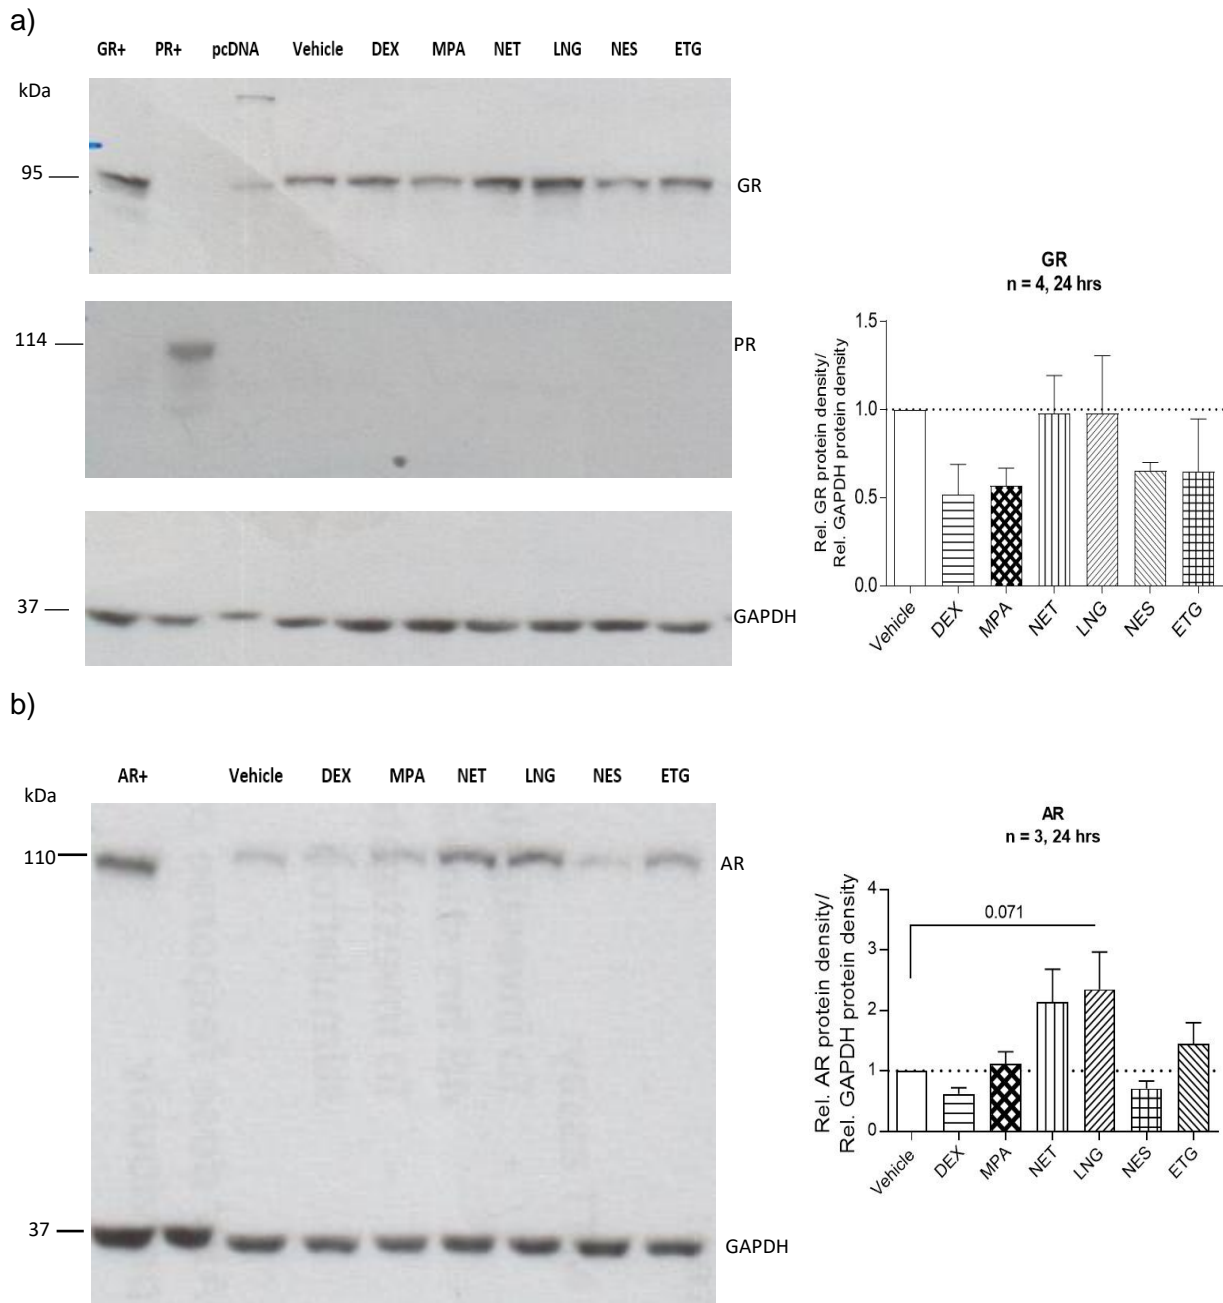 a)
GR+ PR+ pcDNA Vehicle DEX MPA NET LNG NES ETG
kDa
95
GR
114
PR
37
GAPDH
GR
n = 4, 24 hrs
Rel. GR protein density/
Rel. GAPDH protein density
1.5
1.0
0.5
0.0
Vehicle DEX MPA NET LNG NES ETG
b)
AR+ Vehicle DEX MPA NET LNG NES ETG
kDa
110
AR
37
GAPDH
AR
n = 3, 24 hrs
Rel. AR protein density/
Rel. GAPDH protein density
4
3
2
1
0
0.071
Vehicle DEX MPA NET LNG NES ETG